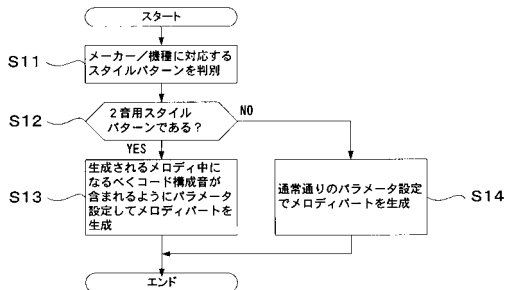 スタート
S11
メーカー／機種に対応する
スタイルパターンを判別
S12
２音用スタイル
パターンである？
NO
YES
S13
生成されるメロディ中に
なるべくコード構成音が
含まれるようにパラメータ
設定してメロディパートを
生成
通常通りのパラメータ設定
でメロディパートを生成
S14
エンド